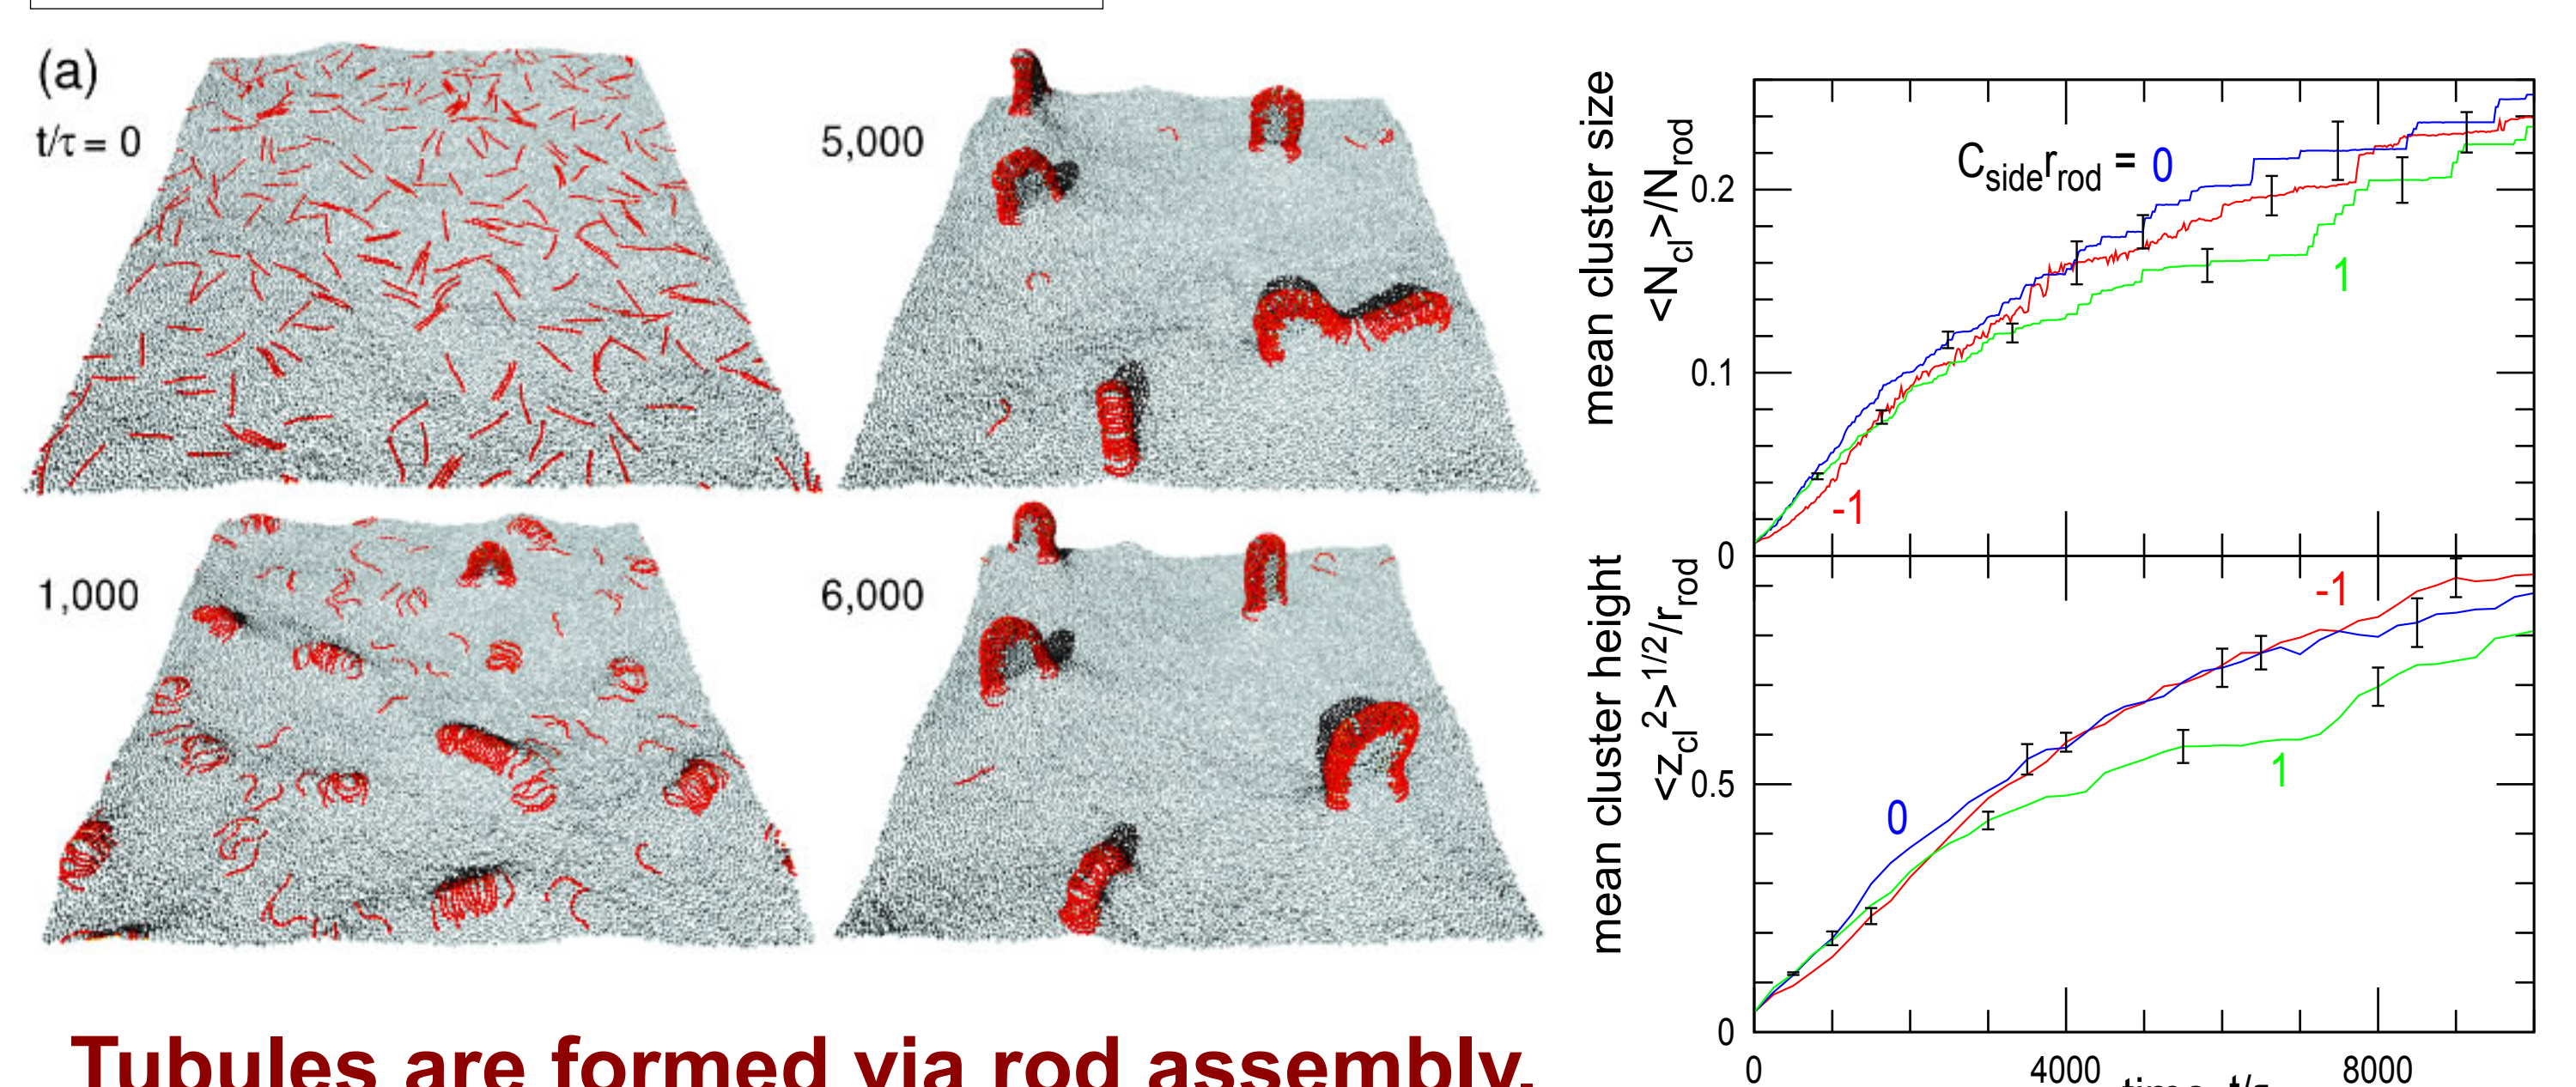 (a)
t/τ = 0
5,000
1,000
6,000
mean cluster size
<N_cl>/N_rod
C_side r_rod = 0
1
-1
0.2
0.1
0
mean cluster height
<z_cl^2>^1/2/r_rod
-1
0
1
0.5
0
0 4000 8000
Tubules are formed via rod assembly.